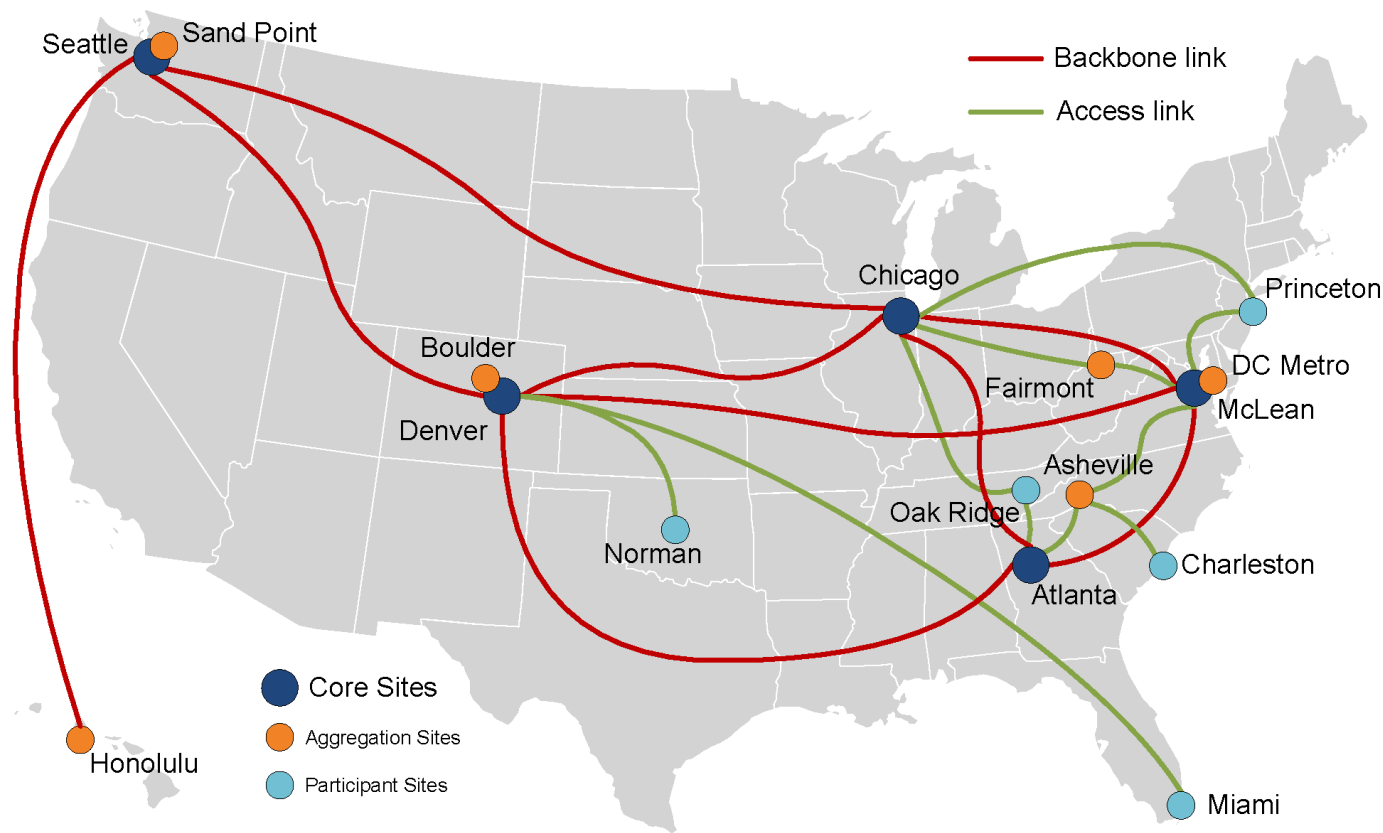 Sand Point
Seattle
Backbone link
Access link
Chicago
Princeton
Boulder
DC Metro
Fairmont
McLean
Denver
Asheville
Oak Ridge
Norman
Charleston
Atlanta
Core Sites
Aggregation Sites
Honolulu
Participant Sites
Miami